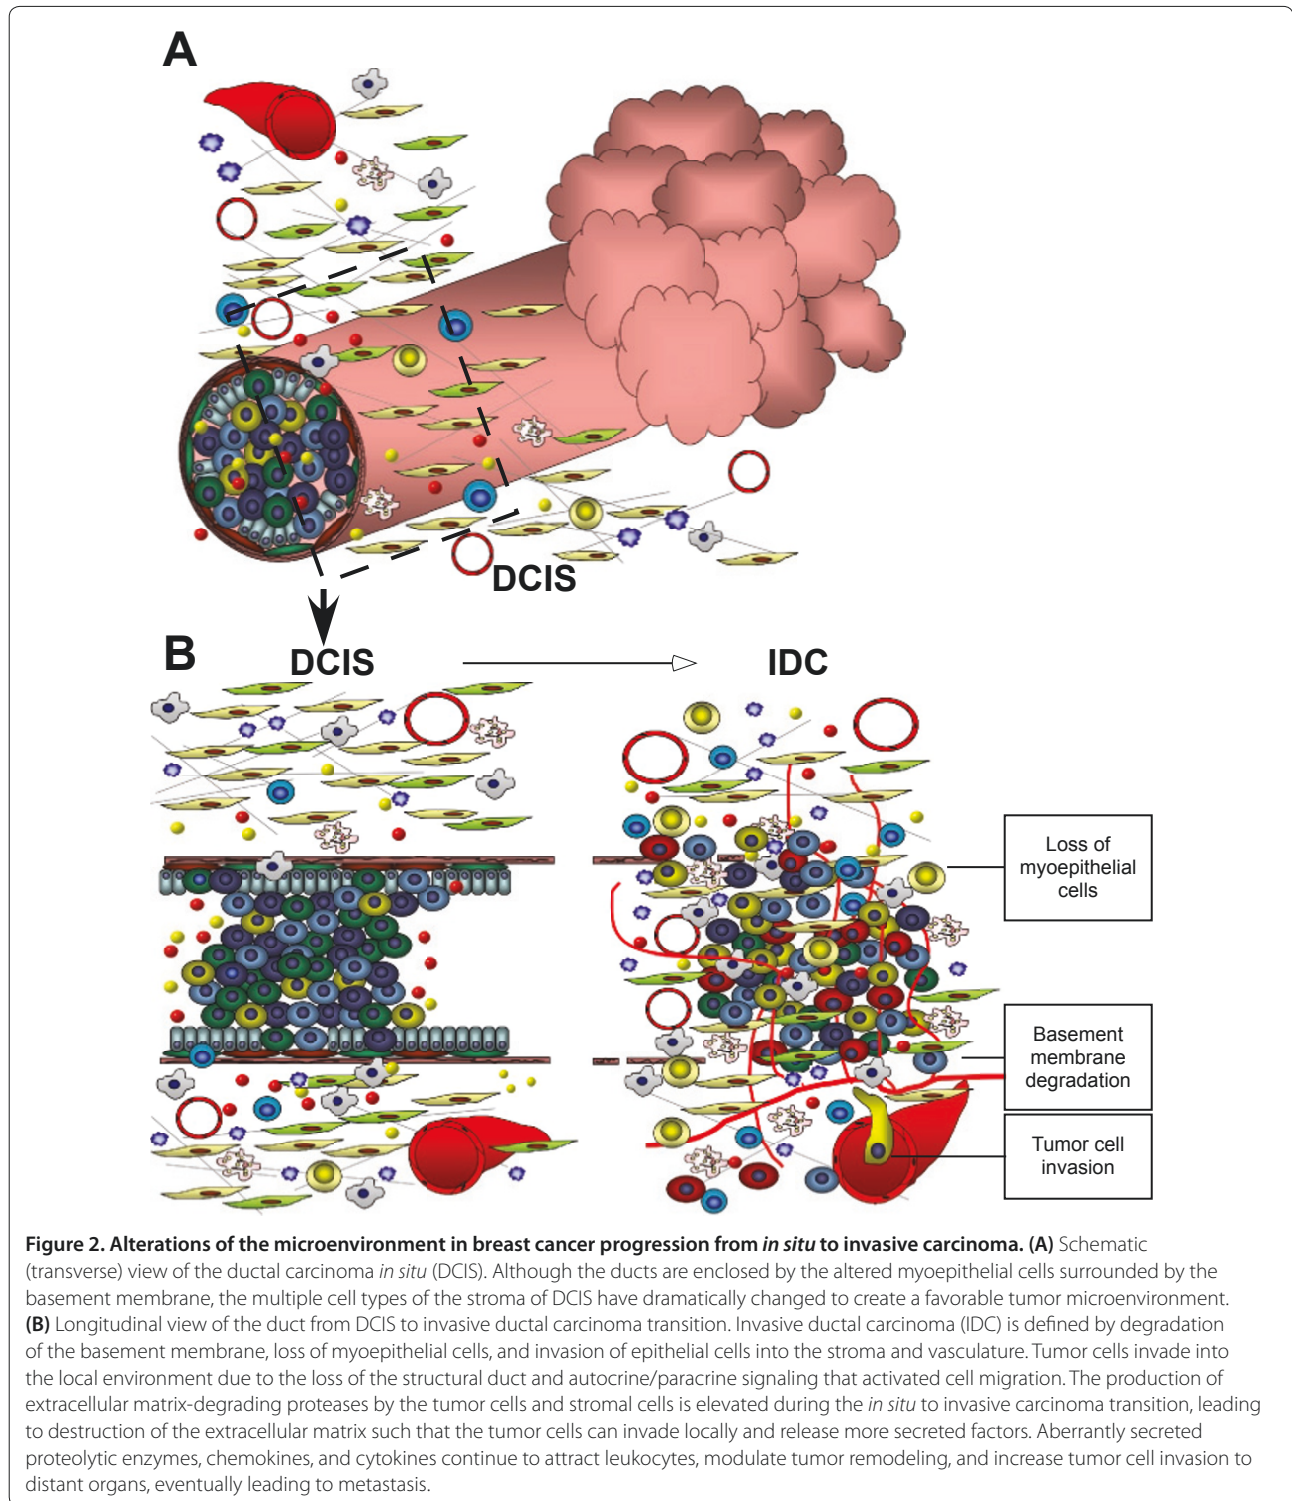 A
DCIS
B
DCIS
IDC
Loss of
myoepithelial
cells
Basement
membrane
degradation
Tumor cell
invasion
Figure 2. Alterations of the microenvironment in breast cancer progression from in situ to invasive carcinoma. (A) Schematic
(transverse) view of the ductal carcinoma in situ (DCIS). Although the ducts are enclosed by the altered myoepithelial cells surrounded by the
basement membrane, the multiple cell types of the stroma of DCIS have dramatically changed to create a favorable tumor microenvironment.
(B) Longitudinal view of the duct from DCIS to invasive ductal carcinoma transition. Invasive ductal carcinoma (IDC) is defined by degradation
of the basement membrane, loss of myoepithelial cells, and invasion of epithelial cells into the stroma and vasculature. Tumor cells invade into
the local environment due to the loss of the structural duct and autocrine/paracrine signaling that activated cell migration. The production of
extracellular matrix-degrading proteases by the tumor cells and stromal cells is elevated during the in situ to invasive carcinoma transition, leading
to destruction of the extracellular matrix such that the tumor cells can invade locally and release more secreted factors. Aberrantly secreted
proteolytic enzymes, chemokines, and cytokines continue to attract leukocytes, modulate tumor remodeling, and increase tumor cell invasion to
distant organs, eventually leading to metastasis.